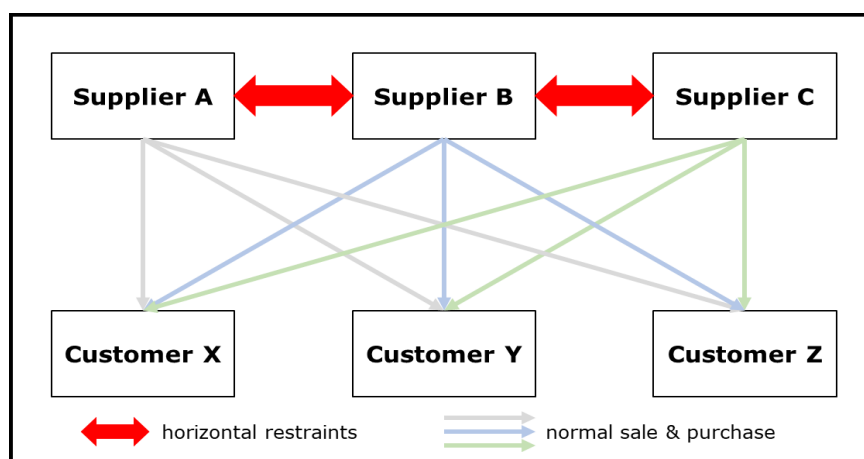 Supplier A
Supplier B
Supplier C
Customer X
Customer Y
Customer Z
horizontal restraints
normal sale & purchase